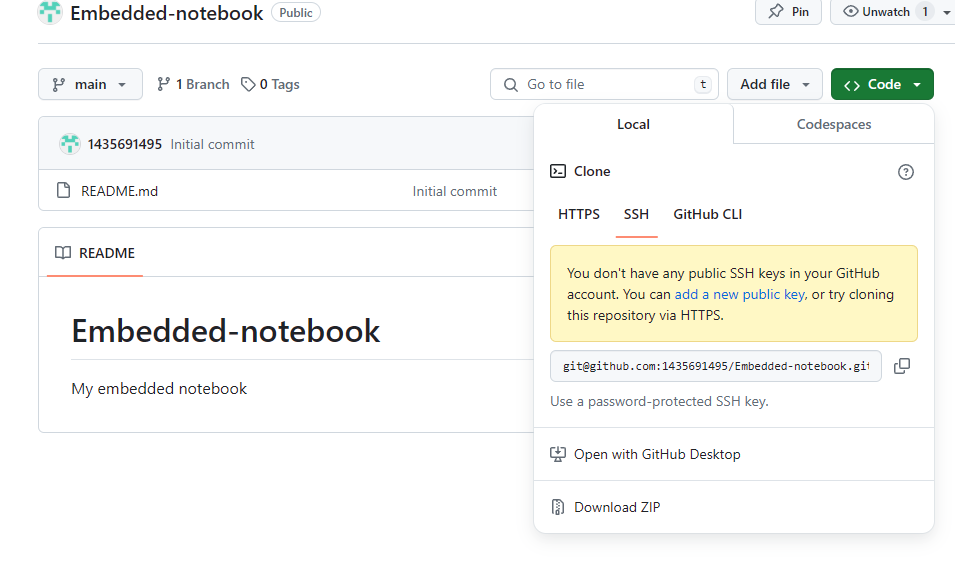 Embedded-notebook Public Pin Unwatch 1
main 1 Branch 0 Tags Go to file t Add file Code
1435691495 Initial commit
README.md Initial commit
README
Embedded-notebook
My embedded notebook
Local Codespaces
Clone
HTTPS SSH GitHub CLI
You don't have any public SSH keys in your GitHub
account. You can add a new public key, or try cloning
this repository via HTTPS.
git@github.com:1435691495/Embedded-notebook.git
Use a password-protected SSH key.
Open with GitHub Desktop
Download ZIP